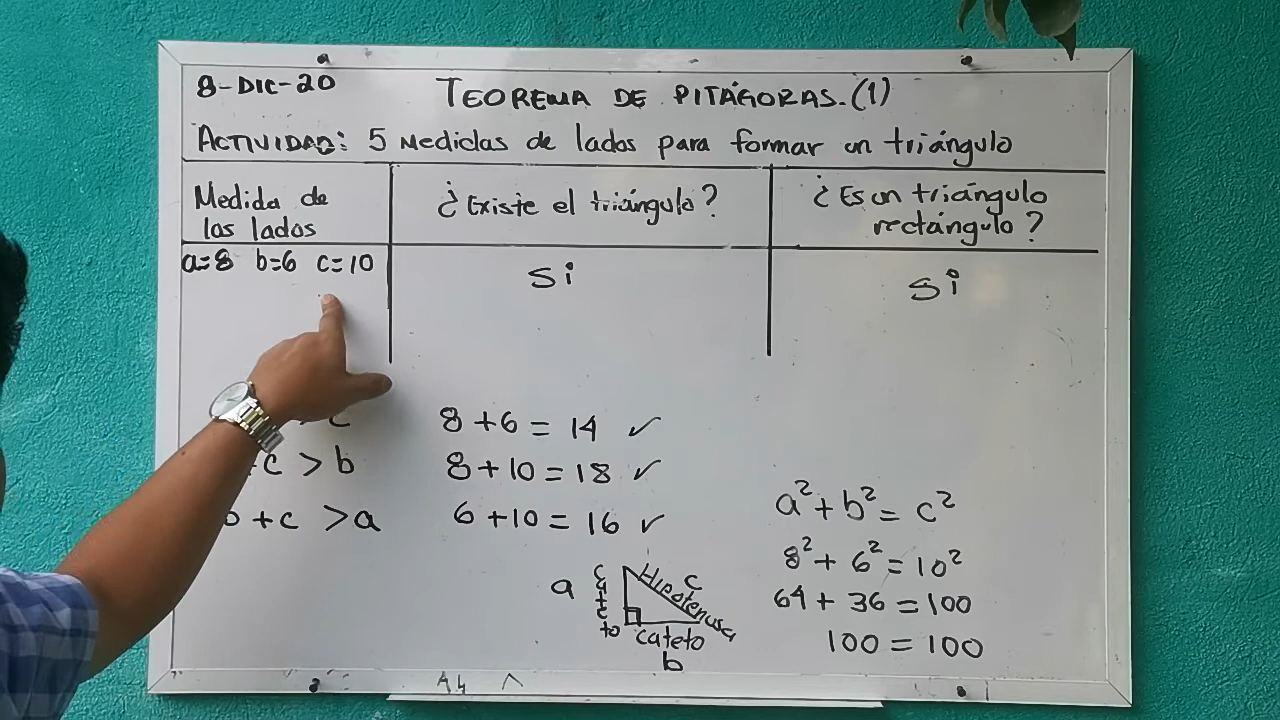 8-DIC-20 TEOREMA DE PITÁGORAS.(1)
ACTIVIDAD: 5 Medidas de lados para formar un triángulo
Medida de los lados
¿Existe el triángulo?
¿Es un triángulo rectángulo?
a=8 b=6 c=10
Si
Si
c
c > b
+c >a
8+6 = 14 ✓
8+10 = 18 ✓
6+10 = 16 ✓
a²+b²= c²
8²+ 6²=10²
64+ 36 =100
100 = 100
a
cateto
Hipotenusa
c
cateto
b